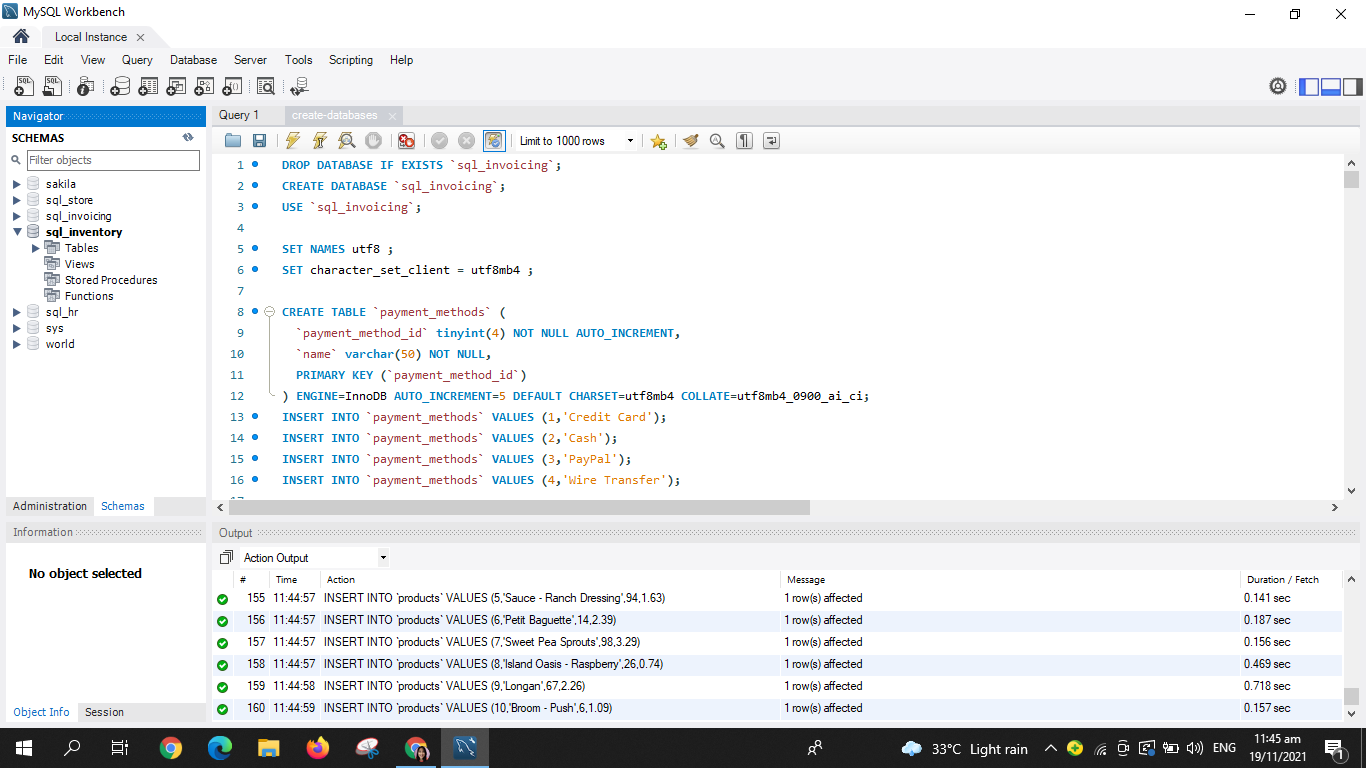 MySQL Workbench
Local Instance
File Edit View Query Database Server Tools Scripting Help
Navigator
SCHEMAS
Filter objects
sakila
sql_store
sql_invoicing
sql_inventory
Tables
Views
Stored Procedures
Functions
sql_hr
sys
world
Administration Schemas
Information
No object selected
Object Info Session
Query 1 create-databases
Limit to 1000 rows
1 DROP DATABASE IF EXISTS `sql_invoicing`;
2 CREATE DATABASE `sql_invoicing`;
3 USE `sql_invoicing`;
4
5 SET NAMES utf8 ;
6 SET character_set_client = utf8mb4 ;
7
8 CREATE TABLE `payment_methods` (
9 `payment_method_id` tinyint(4) NOT NULL AUTO_INCREMENT,
10 `name` varchar(50) NOT NULL,
11 PRIMARY KEY (`payment_method_id`)
12 ) ENGINE=InnoDB AUTO_INCREMENT=5 DEFAULT CHARSET=utf8mb4 COLLATE=utf8mb4_0900_ai_ci;
13 INSERT INTO `payment_methods` VALUES (1,'Credit Card');
14 INSERT INTO `payment_methods` VALUES (2,'Cash');
15 INSERT INTO `payment_methods` VALUES (3,'PayPal');
16 INSERT INTO `payment_methods` VALUES (4,'Wire Transfer');
Output
Action Output
# Time Action Message Duration / Fetch
155 11:44:57 INSERT INTO `products` VALUES (5,'Sauce - Ranch Dressing',94,1.63) 1 row(s) affected 0.141 sec
156 11:44:57 INSERT INTO `products` VALUES (6,'Petit Baguette',14,2.39) 1 row(s) affected 0.187 sec
157 11:44:57 INSERT INTO `products` VALUES (7,'Sweet Pea Sprouts',98,3.29) 1 row(s) affected 0.156 sec
158 11:44:57 INSERT INTO `products` VALUES (8,'Island Oasis - Raspberry',26,0.74) 1 row(s) affected 0.469 sec
159 11:44:58 INSERT INTO `products` VALUES (9,'Longan',67,2.26) 1 row(s) affected 0.718 sec
160 11:44:59 INSERT INTO `products` VALUES (10,'Broom - Push',6,1.09) 1 row(s) affected 0.157 sec
33°C Light rain ENG 11:45 am
19/11/2021
1